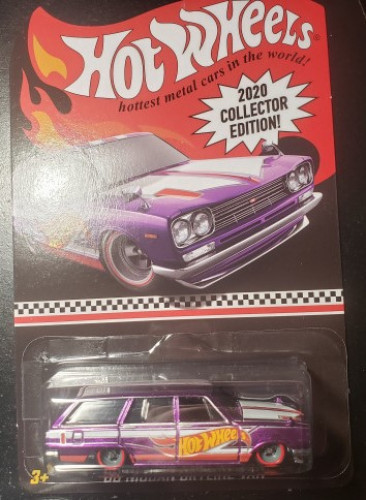 HOT WHEELS®
hottest metal cars in the world!
2020
COLLECTOR
EDITION!
HOT WHEELS
3+